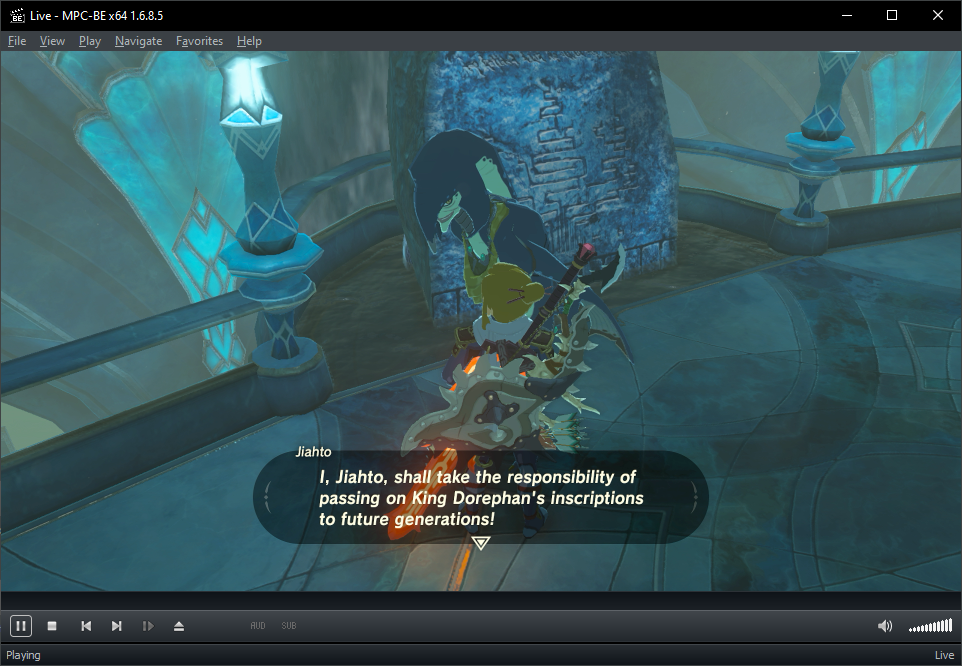 Live - MPC-BE x64 1.6.8.5
File View Play Navigate Favorites Help
Jiahto
I, Jiahto, shall take the responsibility of
passing on King Dorephan's inscriptions
to future generations!
AUD SUB
Playing Live